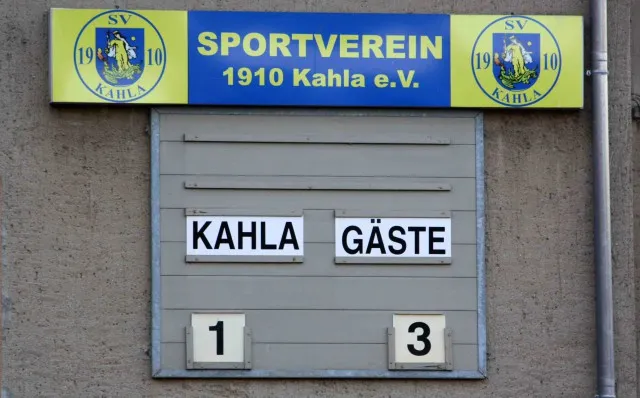 SV
19 10
KAHLA
SPORTVEREIN
1910 Kahla e.V.
SV
19 10
KAHLA
KAHLA GÄSTE
1 3